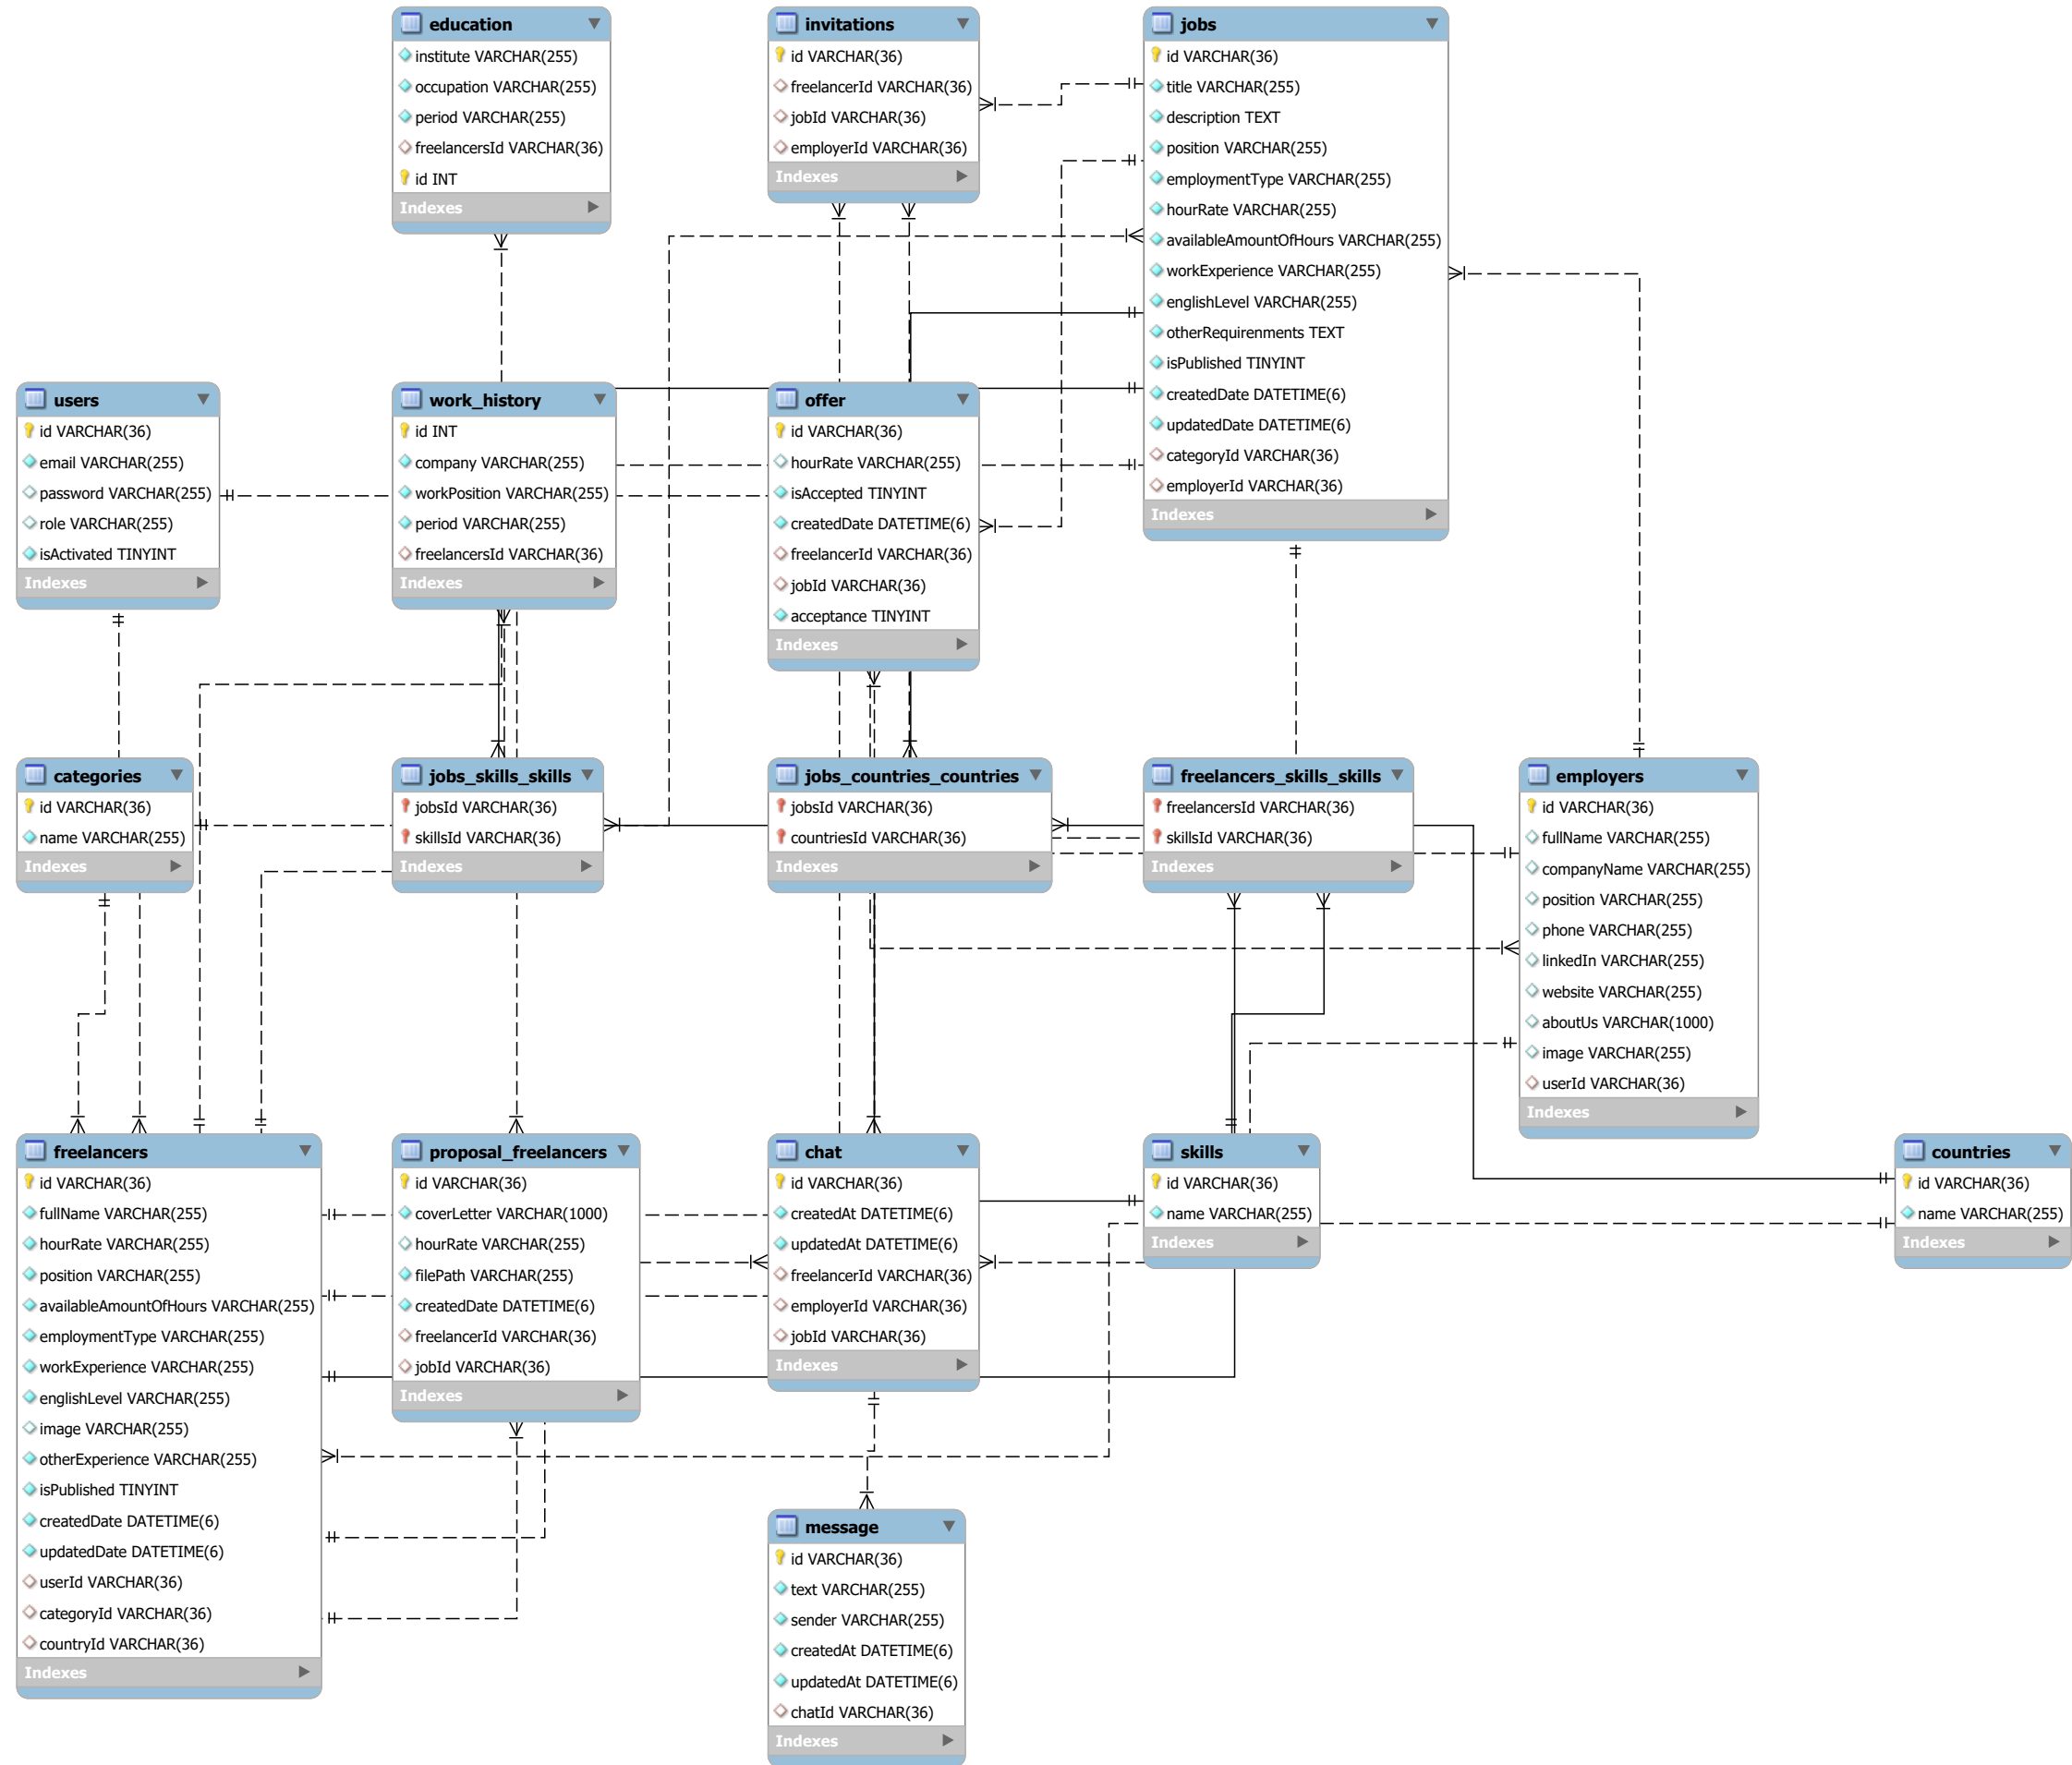 education
institute VARCHAR(255)
occupation VARCHAR(255)
period VARCHAR(255)
freelancersId VARCHAR(36)
id INT
Indexes
invitations
id VARCHAR(36)
freelancerId VARCHAR(36)
jobId VARCHAR(36)
employerId VARCHAR(36)
Indexes
jobs
id VARCHAR(36)
title VARCHAR(255)
description TEXT
position VARCHAR(255)
employmentType VARCHAR(255)
hourRate VARCHAR(255)
availableAmountOfHours VARCHAR(255)
workExperience VARCHAR(255)
englishLevel VARCHAR(255)
otherRequirenments TEXT
isPublished TINYINT
createdDate DATETIME(6)
updatedDate DATETIME(6)
categoryId VARCHAR(36)
employerId VARCHAR(36)
Indexes
users
id VARCHAR(36)
email VARCHAR(255)
password VARCHAR(255)
role VARCHAR(255)
isActivated TINYINT
Indexes
work_history
id INT
company VARCHAR(255)
workPosition VARCHAR(255)
period VARCHAR(255)
freelancersId VARCHAR(36)
Indexes
offer
id VARCHAR(36)
hourRate VARCHAR(255)
isAccepted TINYINT
createdDate DATETIME(6)
freelancerId VARCHAR(36)
jobId VARCHAR(36)
acceptance TINYINT
Indexes
categories
id VARCHAR(36)
name VARCHAR(255)
Indexes
jobs_skills_skills
jobsId VARCHAR(36)
skillsId VARCHAR(36)
Indexes
jobs_countries_countries
jobsId VARCHAR(36)
countriesId VARCHAR(36)
Indexes
freelancers_skills_skills
freelancersId VARCHAR(36)
skillsId VARCHAR(36)
Indexes
employers
id VARCHAR(36)
fullName VARCHAR(255)
companyName VARCHAR(255)
position VARCHAR(255)
phone VARCHAR(255)
linkedIn VARCHAR(255)
website VARCHAR(255)
aboutUs VARCHAR(1000)
image VARCHAR(255)
userId VARCHAR(36)
Indexes
freelancers
id VARCHAR(36)
fullName VARCHAR(255)
hourRate VARCHAR(255)
position VARCHAR(255)
availableAmountOfHours VARCHAR(255)
employmentType VARCHAR(255)
workExperience VARCHAR(255)
englishLevel VARCHAR(255)
image VARCHAR(255)
otherExperience VARCHAR(255)
isPublished TINYINT
createdDate DATETIME(6)
updatedDate DATETIME(6)
userId VARCHAR(36)
categoryId VARCHAR(36)
countryId VARCHAR(36)
Indexes
proposal_freelancers
id VARCHAR(36)
coverLetter VARCHAR(1000)
hourRate VARCHAR(255)
filePath VARCHAR(255)
createdDate DATETIME(6)
freelancerId VARCHAR(36)
jobId VARCHAR(36)
Indexes
chat
id VARCHAR(36)
createdAt DATETIME(6)
updatedAt DATETIME(6)
freelancerId VARCHAR(36)
employerId VARCHAR(36)
jobId VARCHAR(36)
Indexes
skills
id VARCHAR(36)
name VARCHAR(255)
Indexes
countries
id VARCHAR(36)
name VARCHAR(255)
Indexes
message
id VARCHAR(36)
text VARCHAR(255)
sender VARCHAR(255)
createdAt DATETIME(6)
updatedAt DATETIME(6)
chatId VARCHAR(36)
Indexes